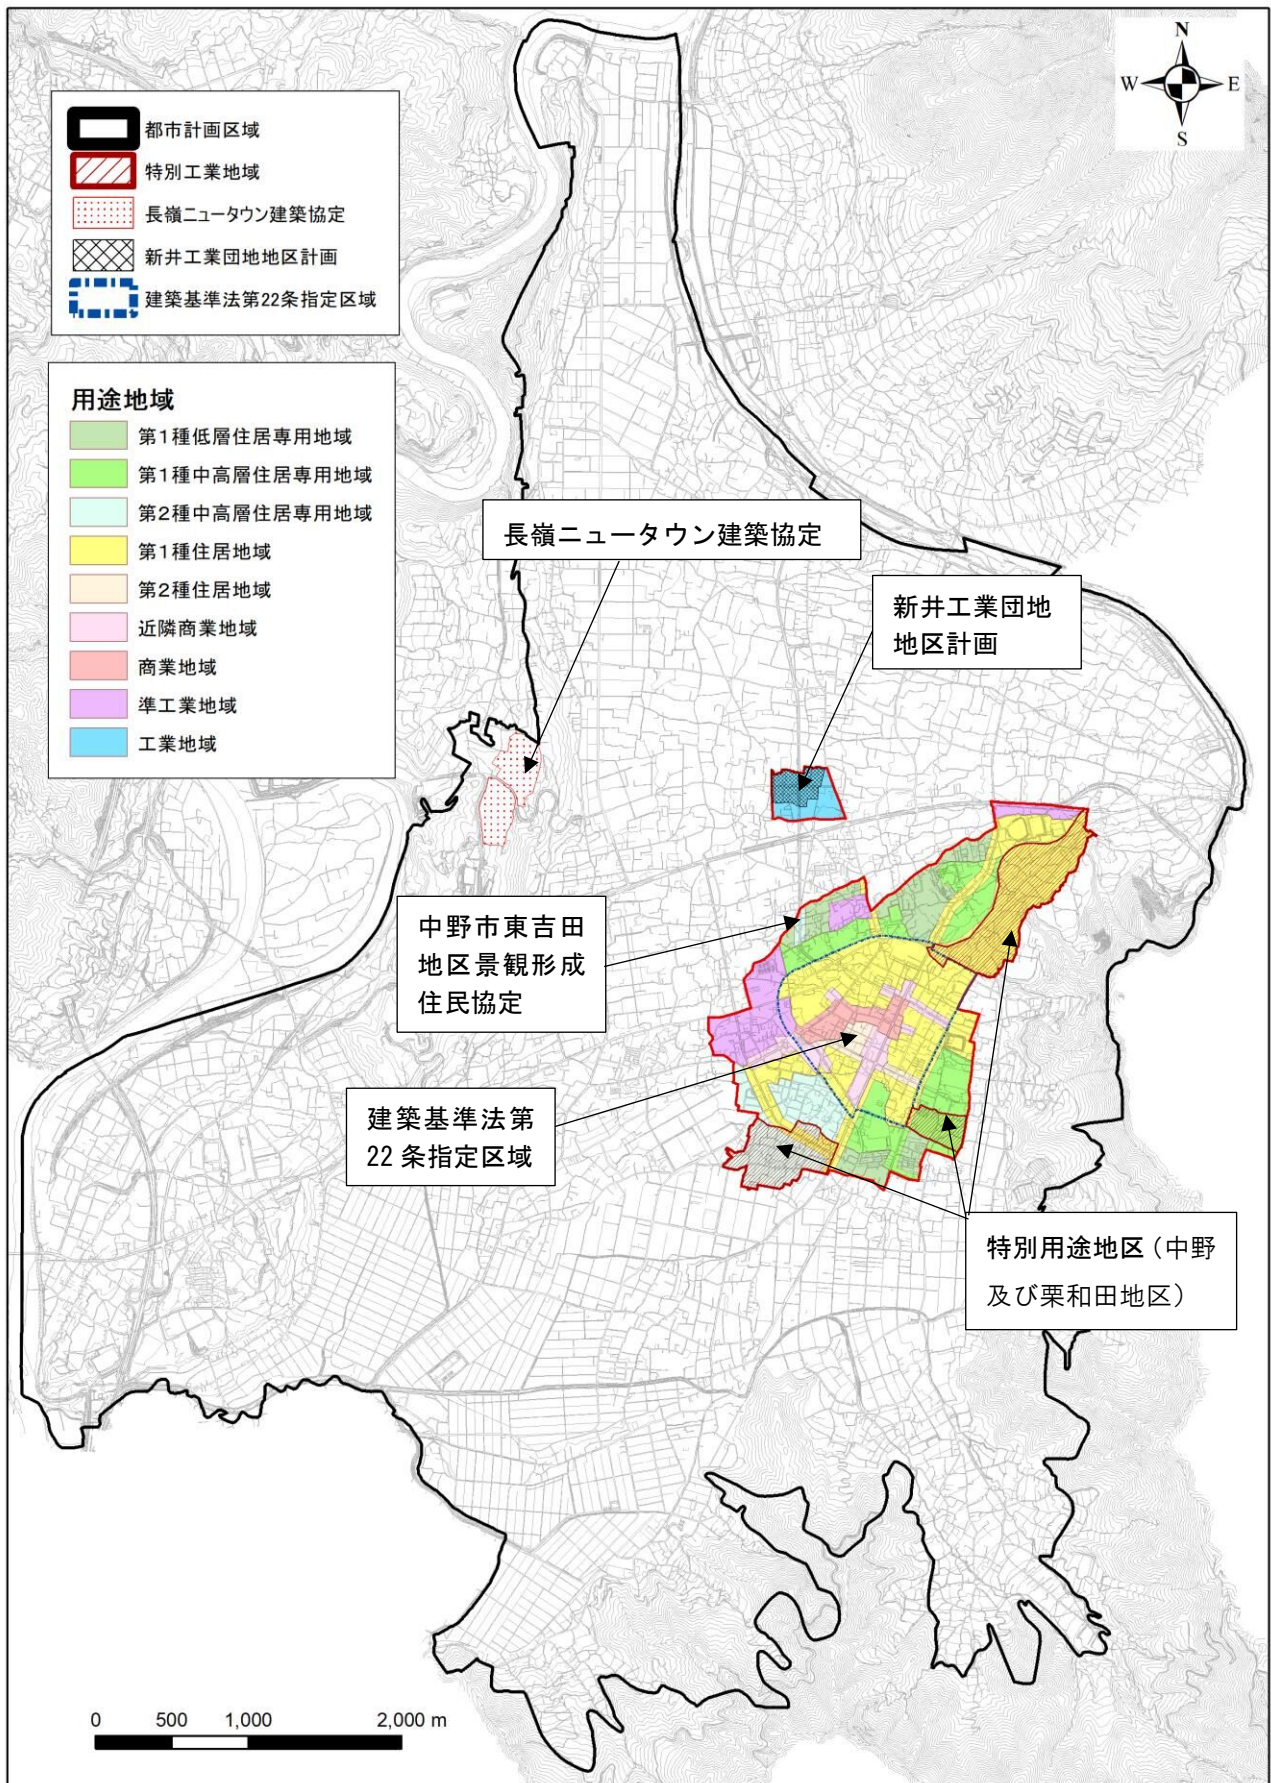 N
W E
S
都市計画区域
特別工業地域
長嶺ニュータウン建築協定
新井工業団地地区計画
建築基準法第22条指定区域
用途地域
第1種低層住居専用地域
第1種中高層住居専用地域
第2種中高層住居専用地域
第1種住居地域
第2種住居地域
近隣商業地域
商業地域
準工業地域
工業地域
長嶺ニュータウン建築協定
新井工業団地
地区計画
中野市東吉田
地区景観形成
住民協定
建築基準法第
22 条指定区域
特別用途地区（中野
及び栗和田地区）
0 500 1,000 2,000 m